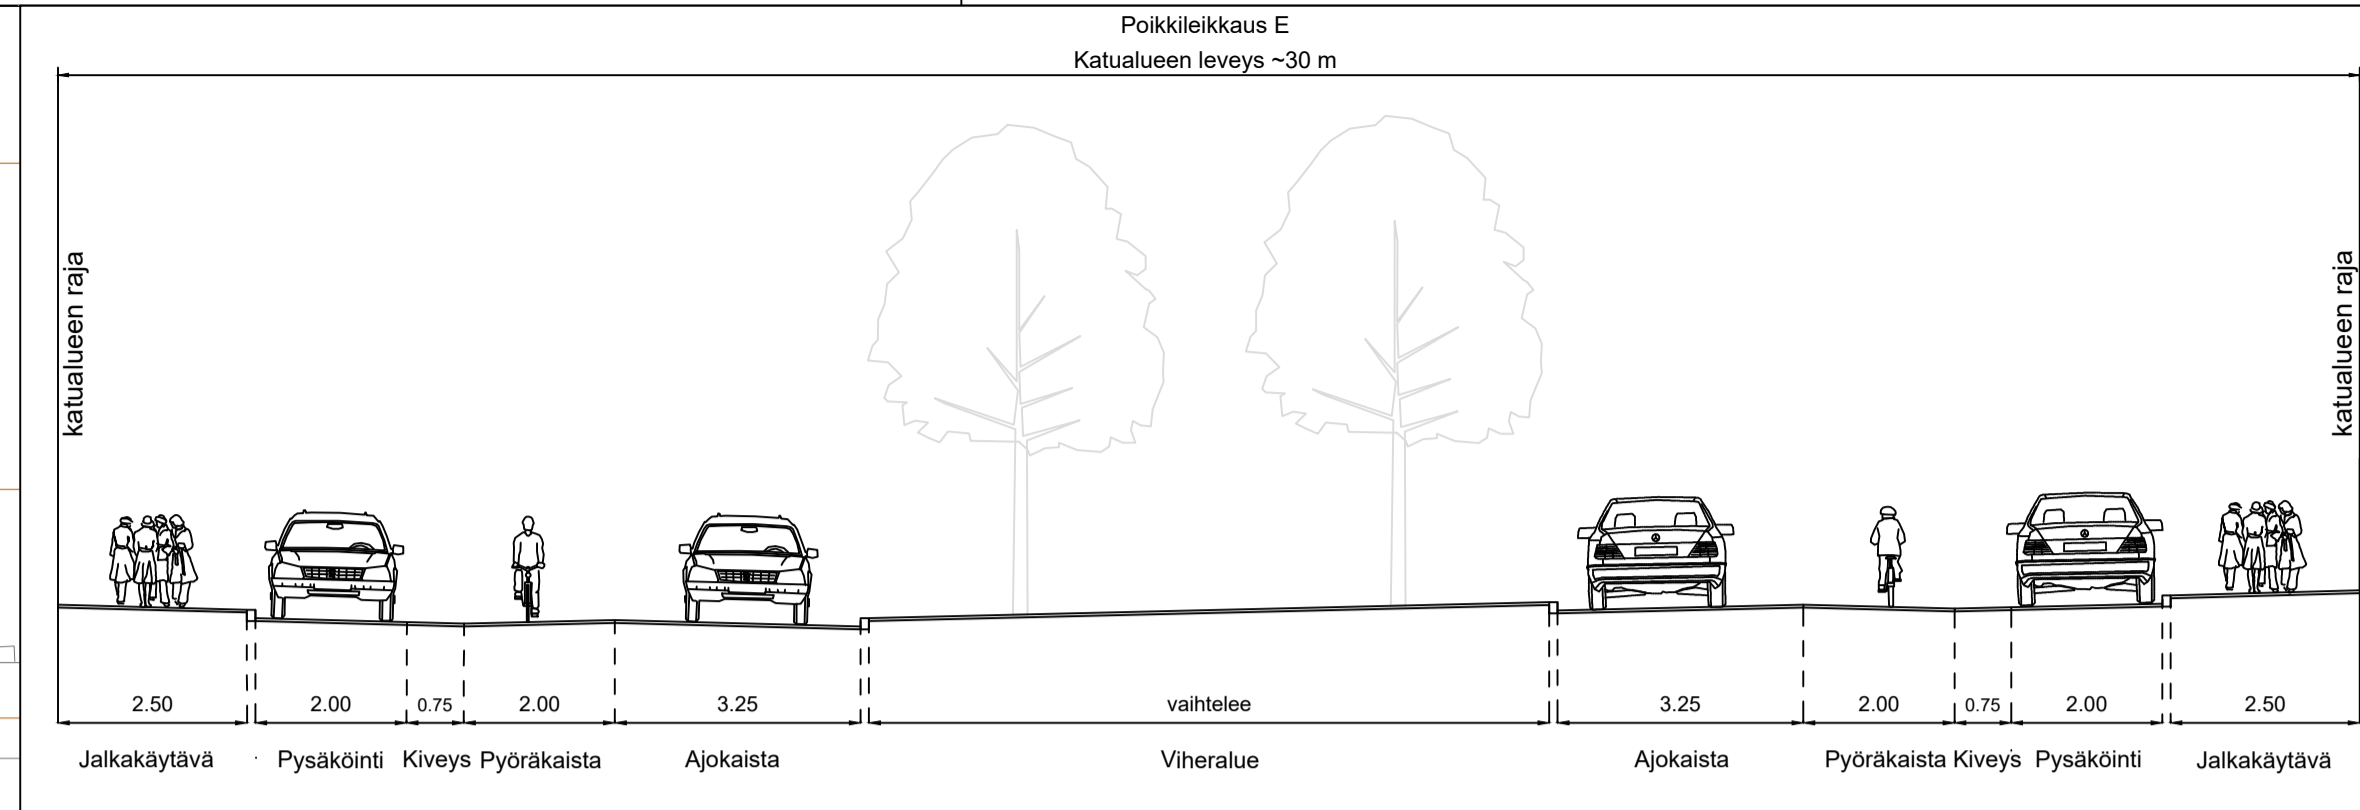 Poikkileikkaus E
Katualueen leveys ~30 m
katualueen raja
katualueen raja
2.50 2.00 0.75 2.00 3.25 vaihtelee 3.25 2.00 0.75 2.00 2.50
Jalkakäytävä Pysäköinti Kiveys Pyöräkaista Ajokaista Viheralue Ajokaista Pyöräkaista Kiveys Pysäköinti Jalkakäytävä